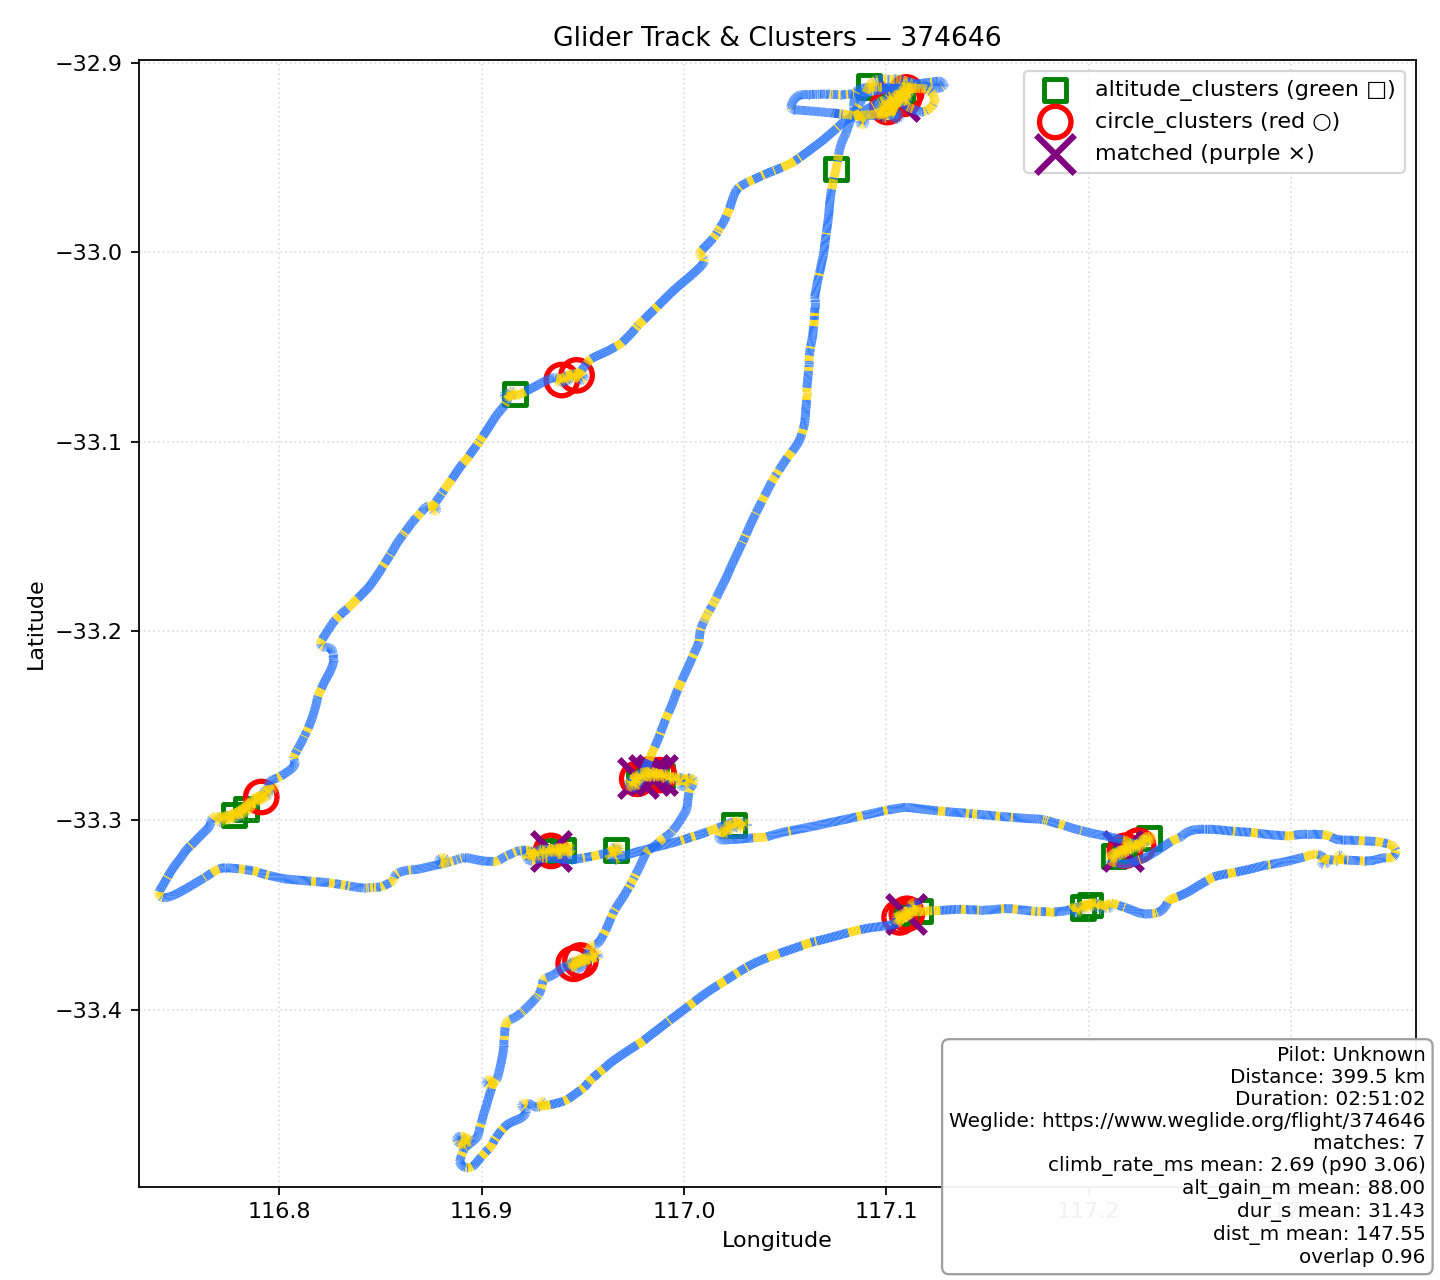 Glider Track & Clusters — 374646
altitude_clusters (green □)
circle_clusters (red ○)
matched (purple ×)
−32.9
−33.0
−33.1
−33.2
−33.3
−33.4
Latitude
116.8
116.9
117.0
117.1
117.2
Longitude
Pilot: Unknown
Distance: 399.5 km
Duration: 02:51:02
Weglide: https://www.weglide.org/flight/374646
matches: 7
climb_rate_ms mean: 2.69 (p90 3.06)
alt_gain_m mean: 88.00
dur_s mean: 31.43
dist_m mean: 147.55
overlap 0.96